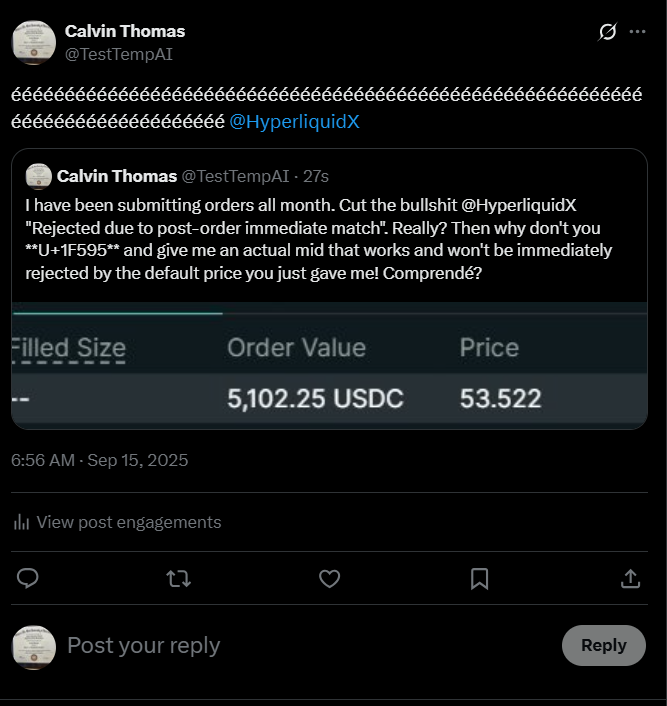 Calvin Thomas
@TestTempAI
ééééééééééééééééééééééééééééééééééééééééééééééééééééééééééé
éééééééééééééééééééé @HyperliquidX
Calvin Thomas @TestTempAI · 27s
I have been submitting orders all month. Cut the bullshit @HyperliquidX
"Rejected due to post-order immediate match". Really? Then why don't you
**U+1F595** and give me an actual mid that works and won't be immediately
rejected by the default price you just gave me! Comprendé?
Filled Size Order Value Price
-- 5,102.25 USDC 53.522
6:56 AM · Sep 15, 2025
View post engagements
Post your reply
Reply